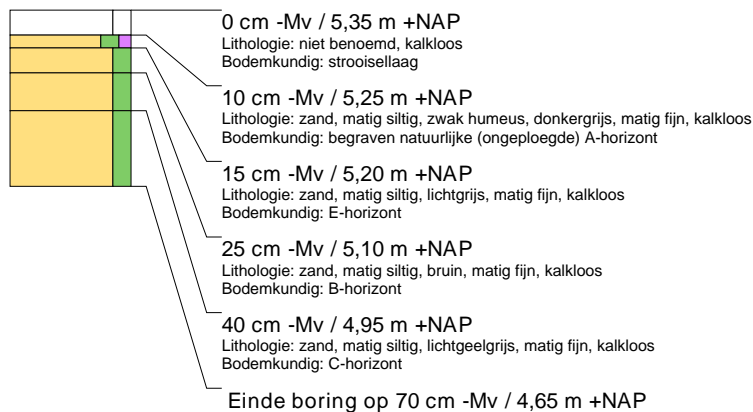 0 cm -Mv / 5,35 m +NAP
Lithologie: niet benoemd, kalkloos
Bodemkundig: strooisellaag
10 cm -Mv / 5,25 m +NAP
Lithologie: zand, matig siltig, zwak humeus, donkergrijs, matig fijn, kalkloos
Bodemkundig: begraven natuurlijke (ongeploegde) A-horizont
15 cm -Mv / 5,20 m +NAP
Lithologie: zand, matig siltig, lichtgrijs, matig fijn, kalkloos
Bodemkundig: E-horizont
25 cm -Mv / 5,10 m +NAP
Lithologie: zand, matig siltig, bruin, matig fijn, kalkloos
Bodemkundig: B-horizont
40 cm -Mv / 4,95 m +NAP
Lithologie: zand, matig siltig, lichtgeelgrijs, matig fijn, kalkloos
Bodemkundig: C-horizont
Einde boring op 70 cm -Mv / 4,65 m +NAP